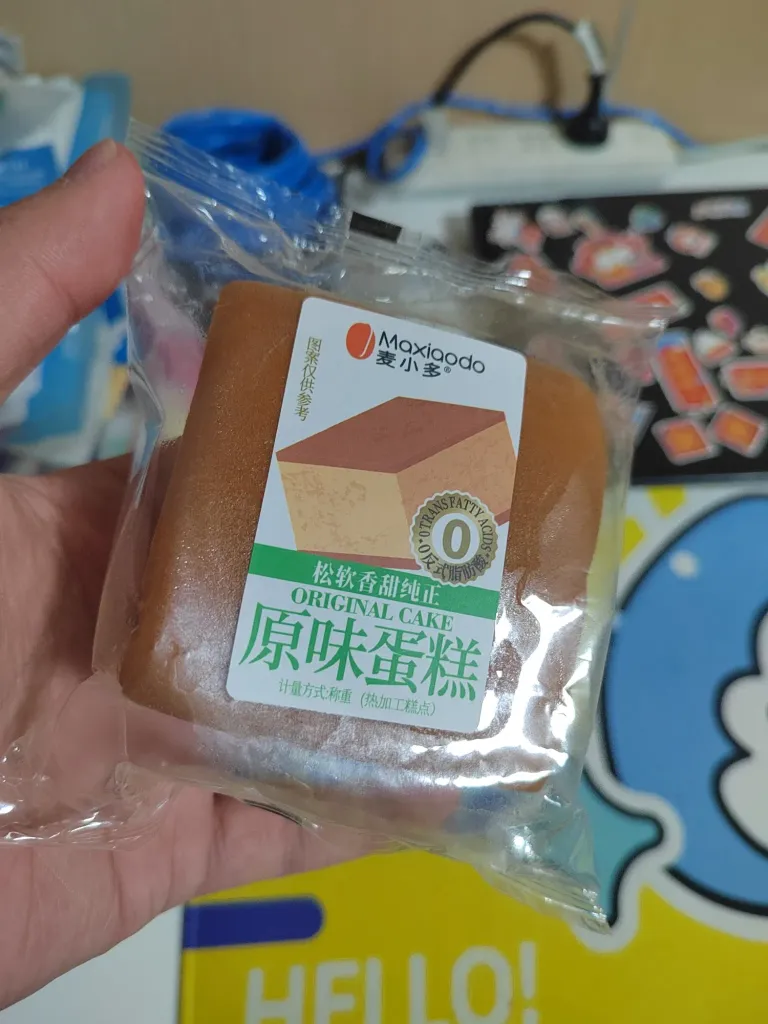 Maxiaodo
麦小多®
图案仅供参考
0 TRANS FATTY ACIDS
0
0反式脂肪酸
松软香甜纯正
ORIGINAL CAKE
原味蛋糕
计量方式:称重 (热加工糕点)
HELLO!